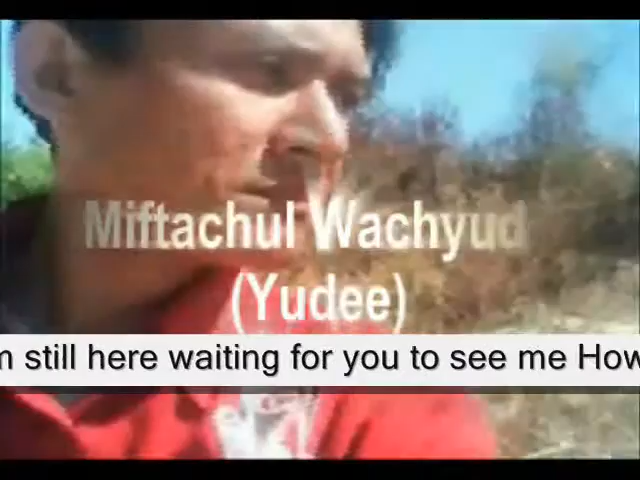 Miftachul Wachyud
(Yudee)
m still here waiting for you to see me How